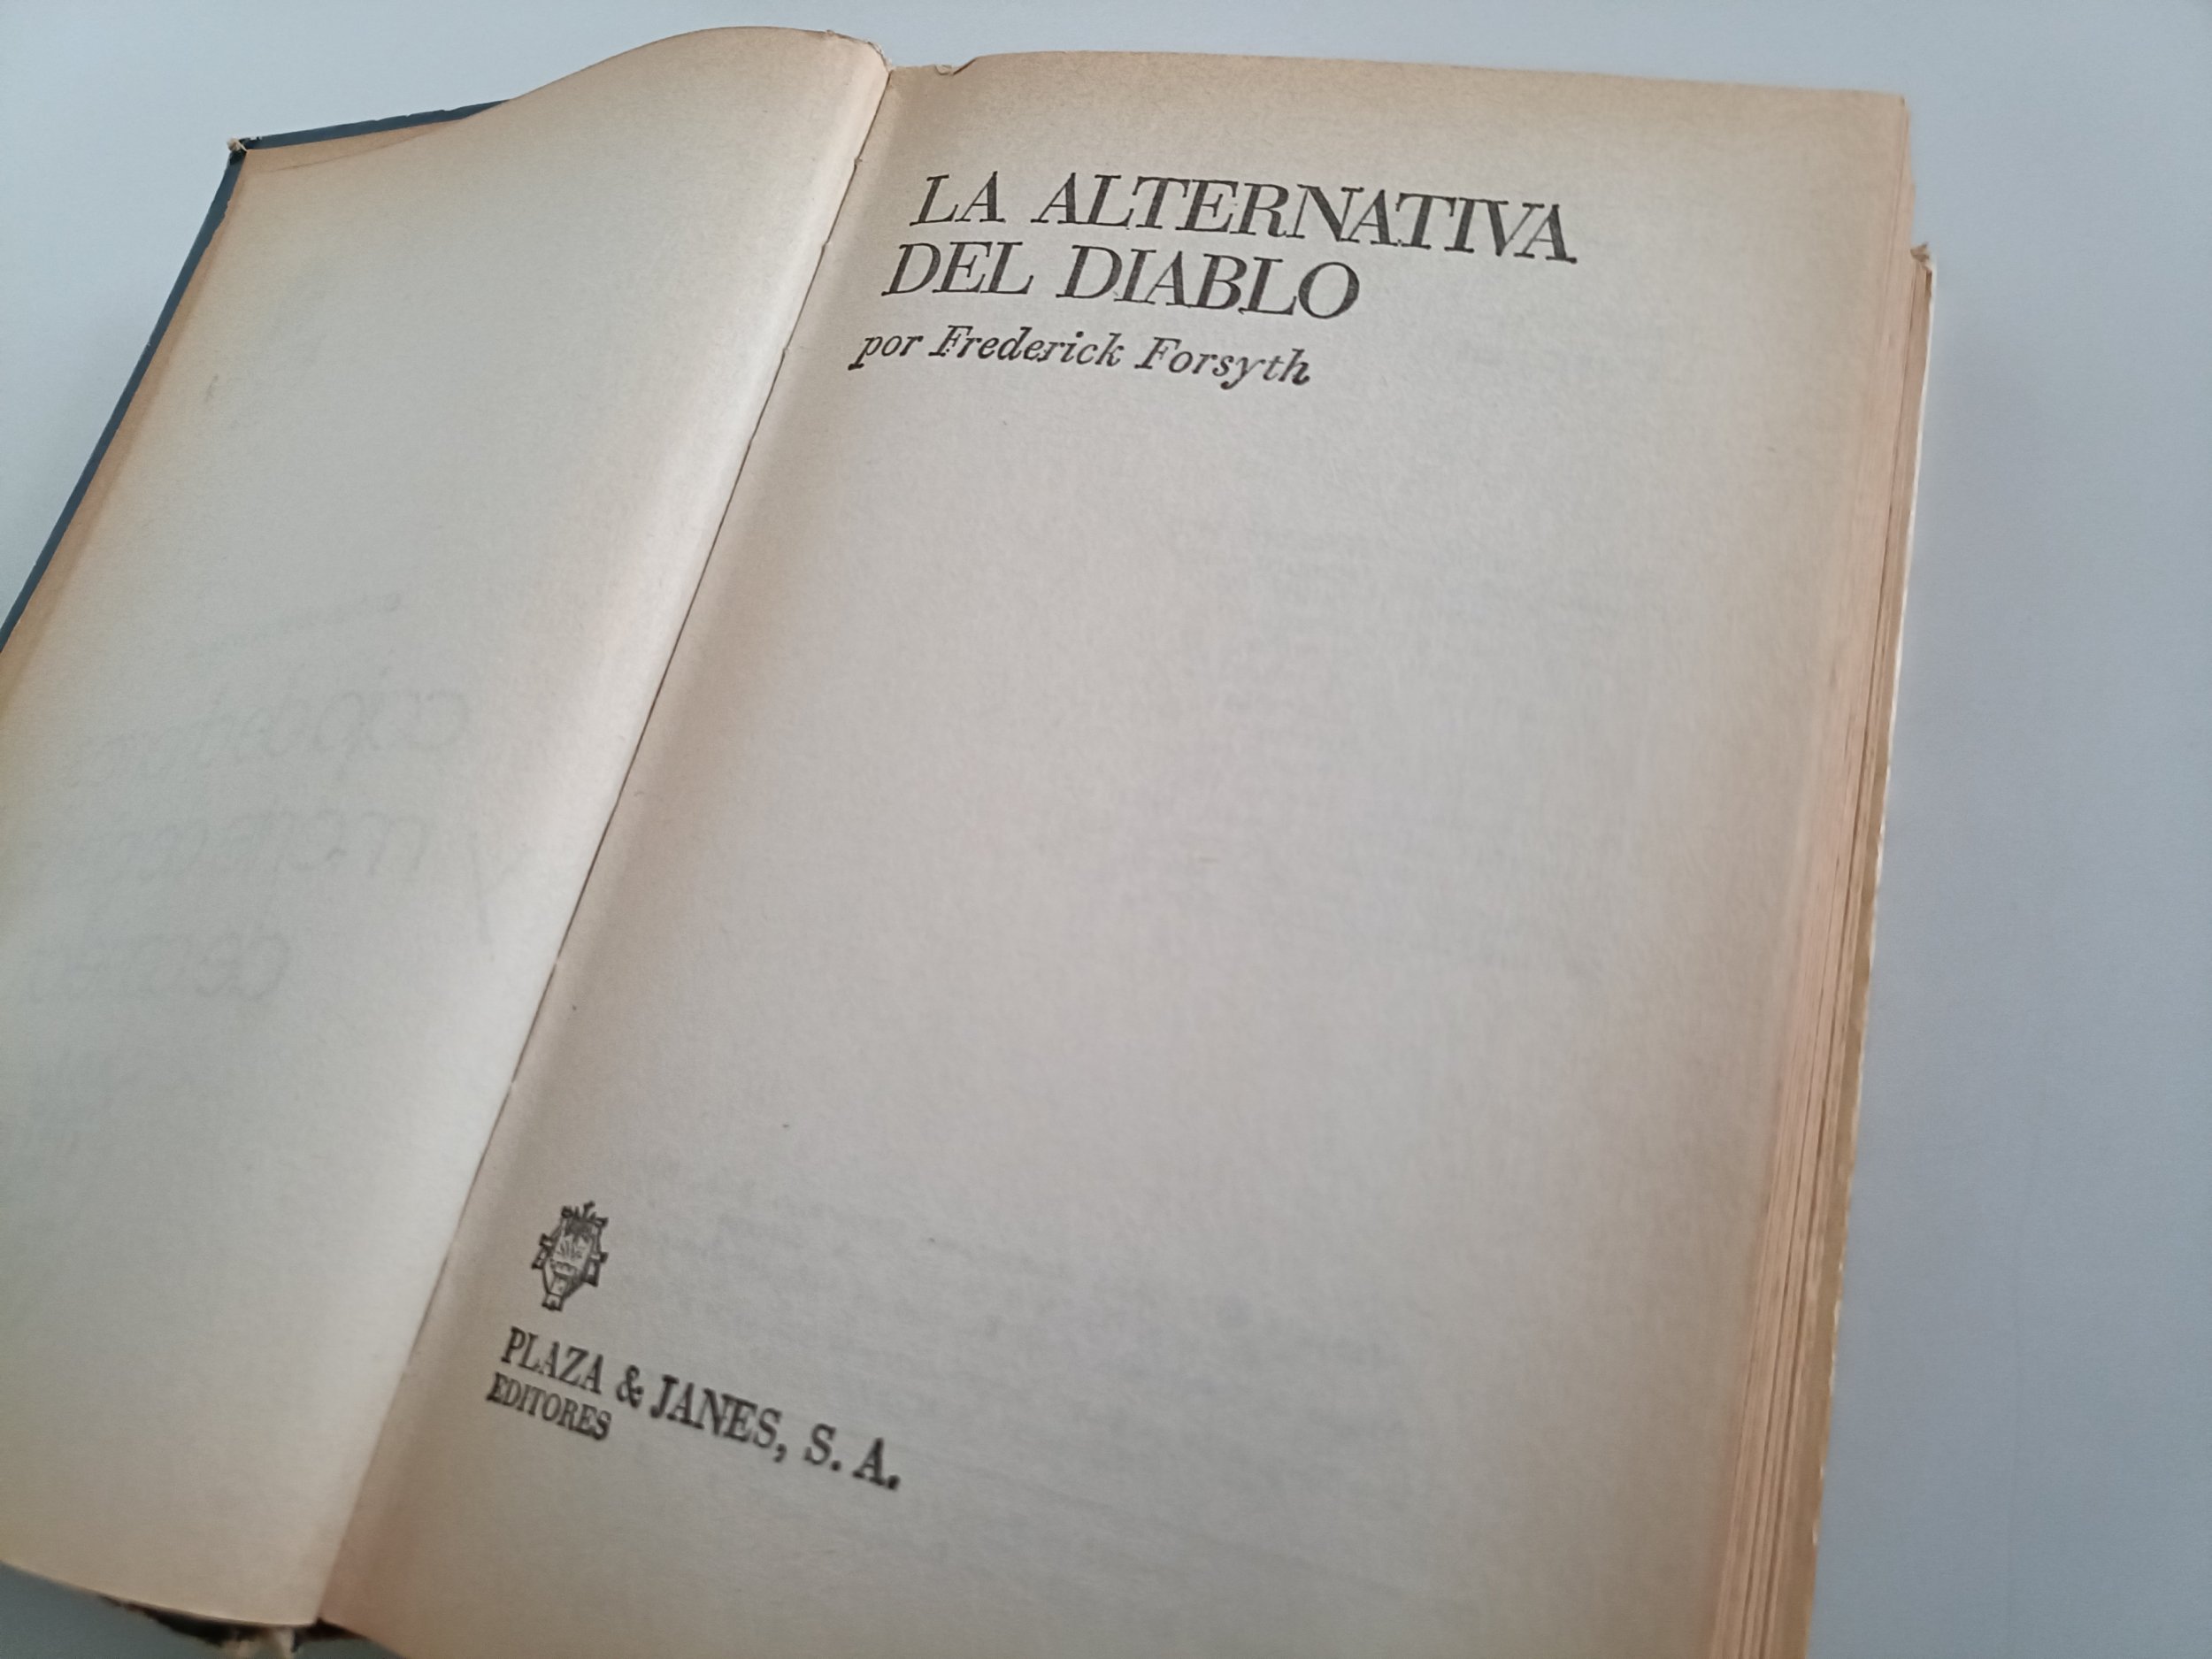 LA ALTERNATIVA
DEL DIABLO
por Frederick Forsyth
PLAZA & JANES, S. A.
EDITORES